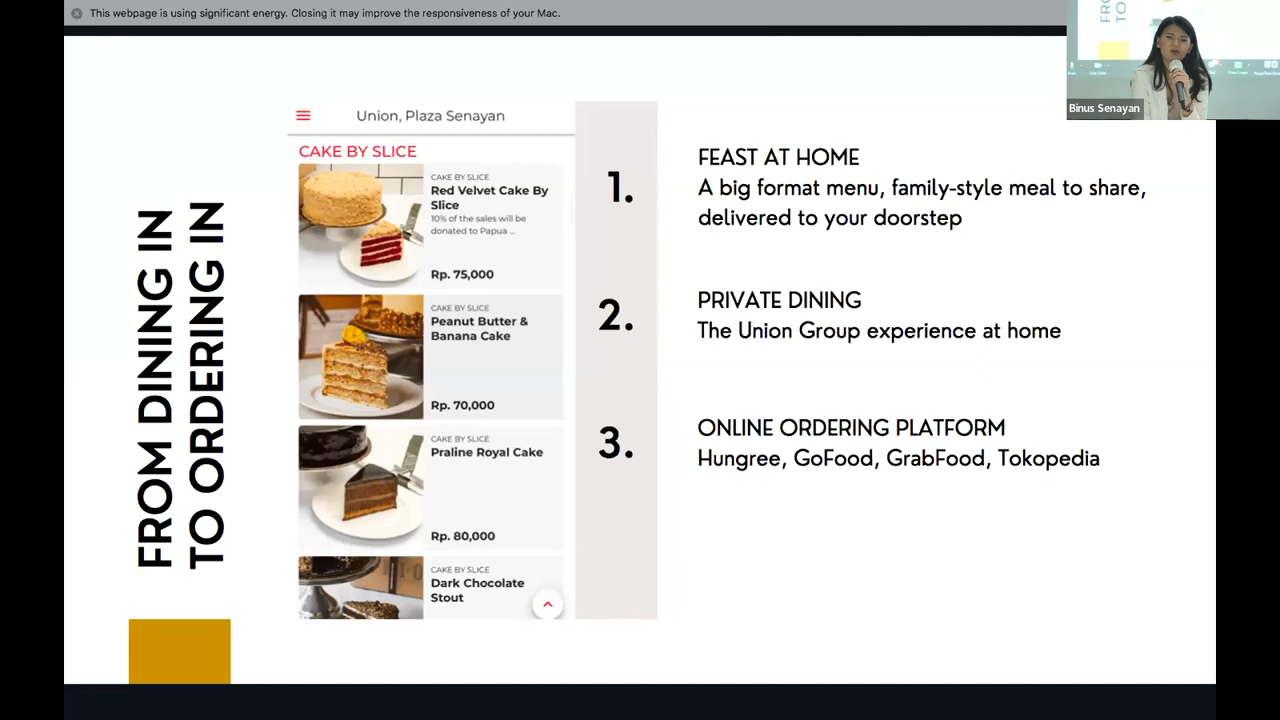 This webpage is using significant energy. Closing it may improve the responsiveness of your Mac.
Binus Senayan
FROM DINING IN
TO ORDERING IN
Union, Plaza Senayan
CAKE BY SLICE
CAKE BY SLICE
Red Velvet Cake By
Slice
10% of the sales will be
donated to Papua ...
Rp. 75,000
CAKE BY SLICE
Peanut Butter &
Banana Cake
Rp. 70,000
CAKE BY SLICE
Praline Royal Cake
Rp. 80,000
CAKE BY SLICE
Dark Chocolate
Stout
1.
FEAST AT HOME
A big format menu, family-style meal to share,
delivered to your doorstep
2.
PRIVATE DINING
The Union Group experience at home
3.
ONLINE ORDERING PLATFORM
Hungree, GoFood, GrabFood, Tokopedia